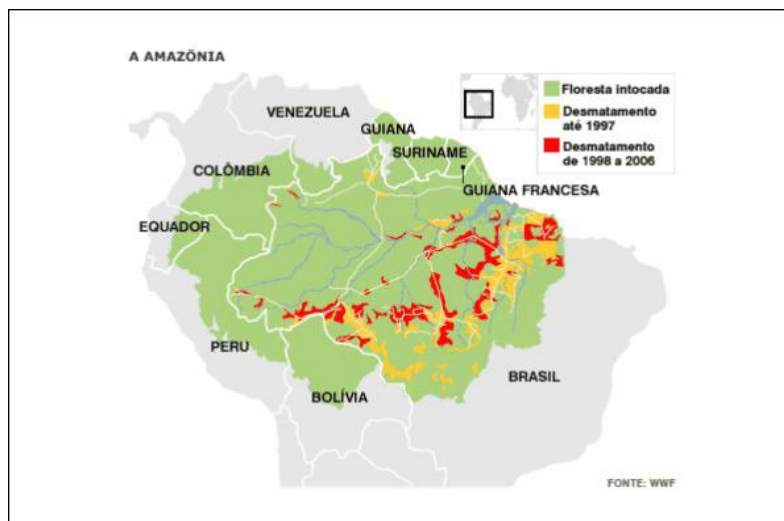 A AMAZÔNIA
Floresta intocada
Desmatamento
até 1997
Desmatamento
de 1998 a 2006
VENEZUELA
GUIANA
SURINAME
COLÔMBIA
GUIANA FRANCESA
EQUADOR
PERU
BRASIL
BOLÍVIA
FONTE: WWF